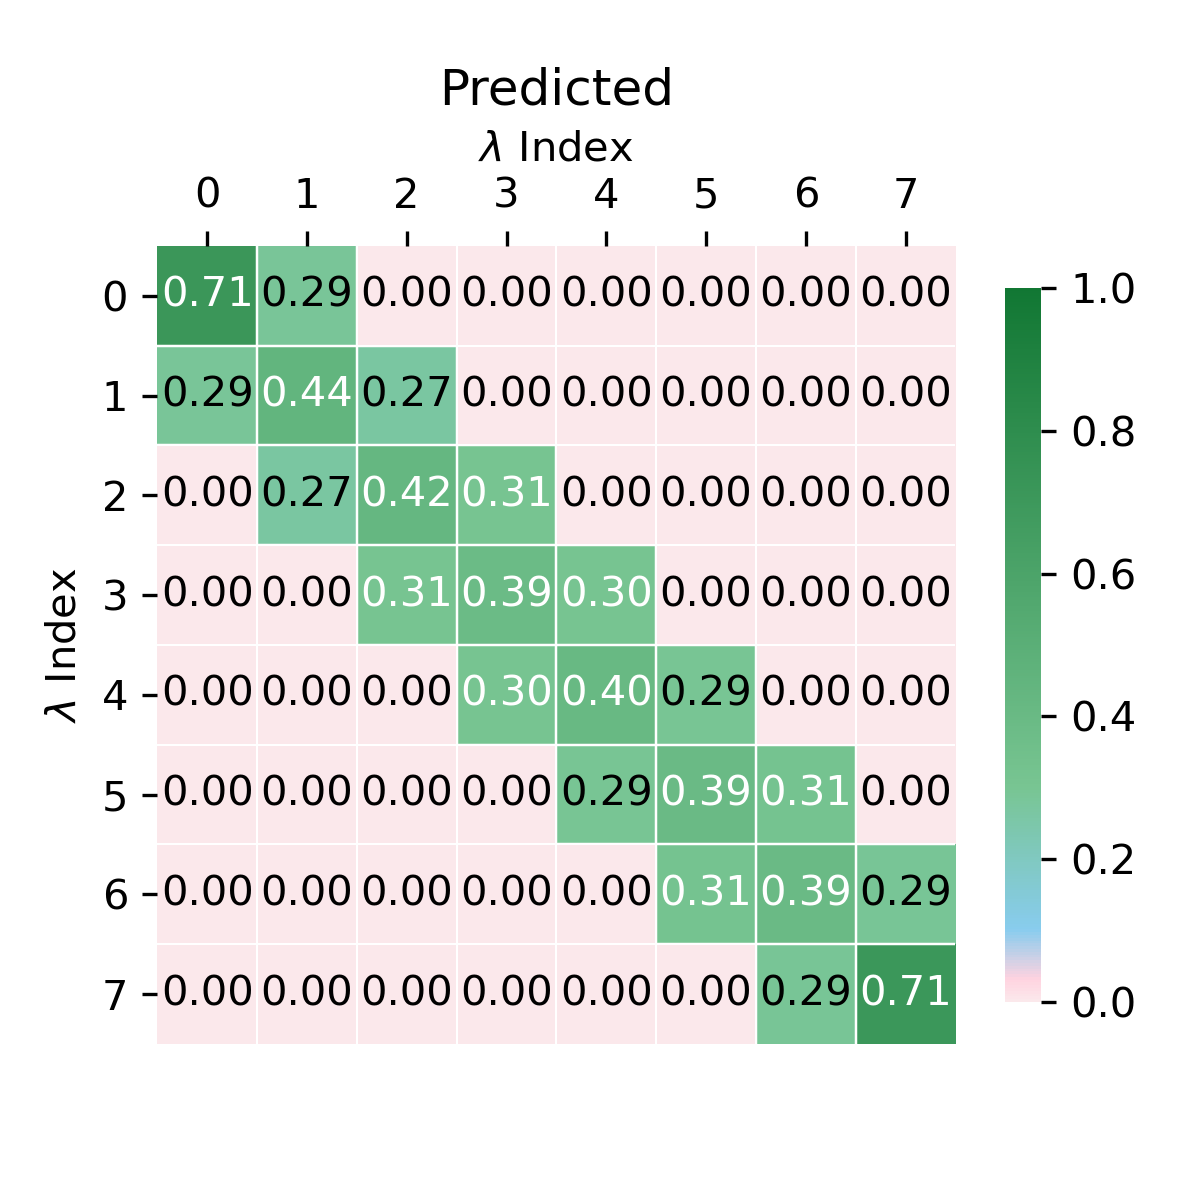 Predicted
λ Index
0 1 2 3 4 5 6 7
0 0.71 0.29 0.00 0.00 0.00 0.00 0.00 0.00
1 0.29 0.44 0.27 0.00 0.00 0.00 0.00 0.00
2 0.00 0.27 0.42 0.31 0.00 0.00 0.00 0.00
3 0.00 0.00 0.31 0.39 0.30 0.00 0.00 0.00
4 0.00 0.00 0.00 0.30 0.40 0.29 0.00 0.00
5 0.00 0.00 0.00 0.00 0.29 0.39 0.31 0.00
6 0.00 0.00 0.00 0.00 0.00 0.31 0.39 0.29
7 0.00 0.00 0.00 0.00 0.00 0.00 0.29 0.71
λ Index
1.0
0.8
0.6
0.4
0.2
0.0